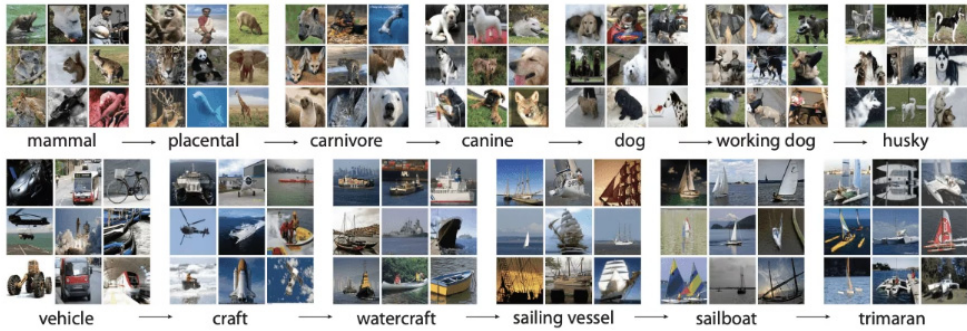 mammal placental carnivore canine dog working dog husky
vehicle craft watercraft sailing vessel sailboat trimaran